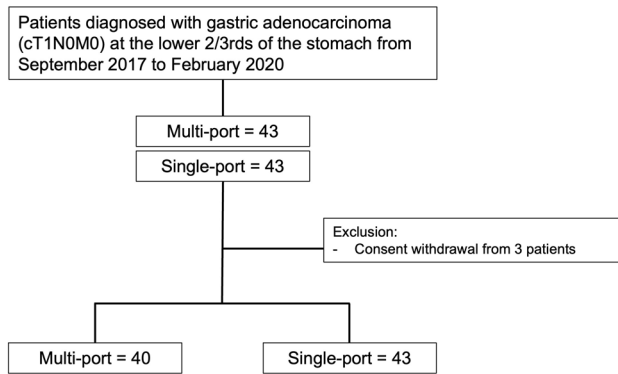 Patients diagnosed with gastric adenocarcinoma
(cT1N0M0) at the lower 2/3rds of the stomach from
September 2017 to February 2020
Multi-port = 43
Single-port = 43
Exclusion:
- Consent withdrawal from 3 patients
Multi-port = 40
Single-port = 43